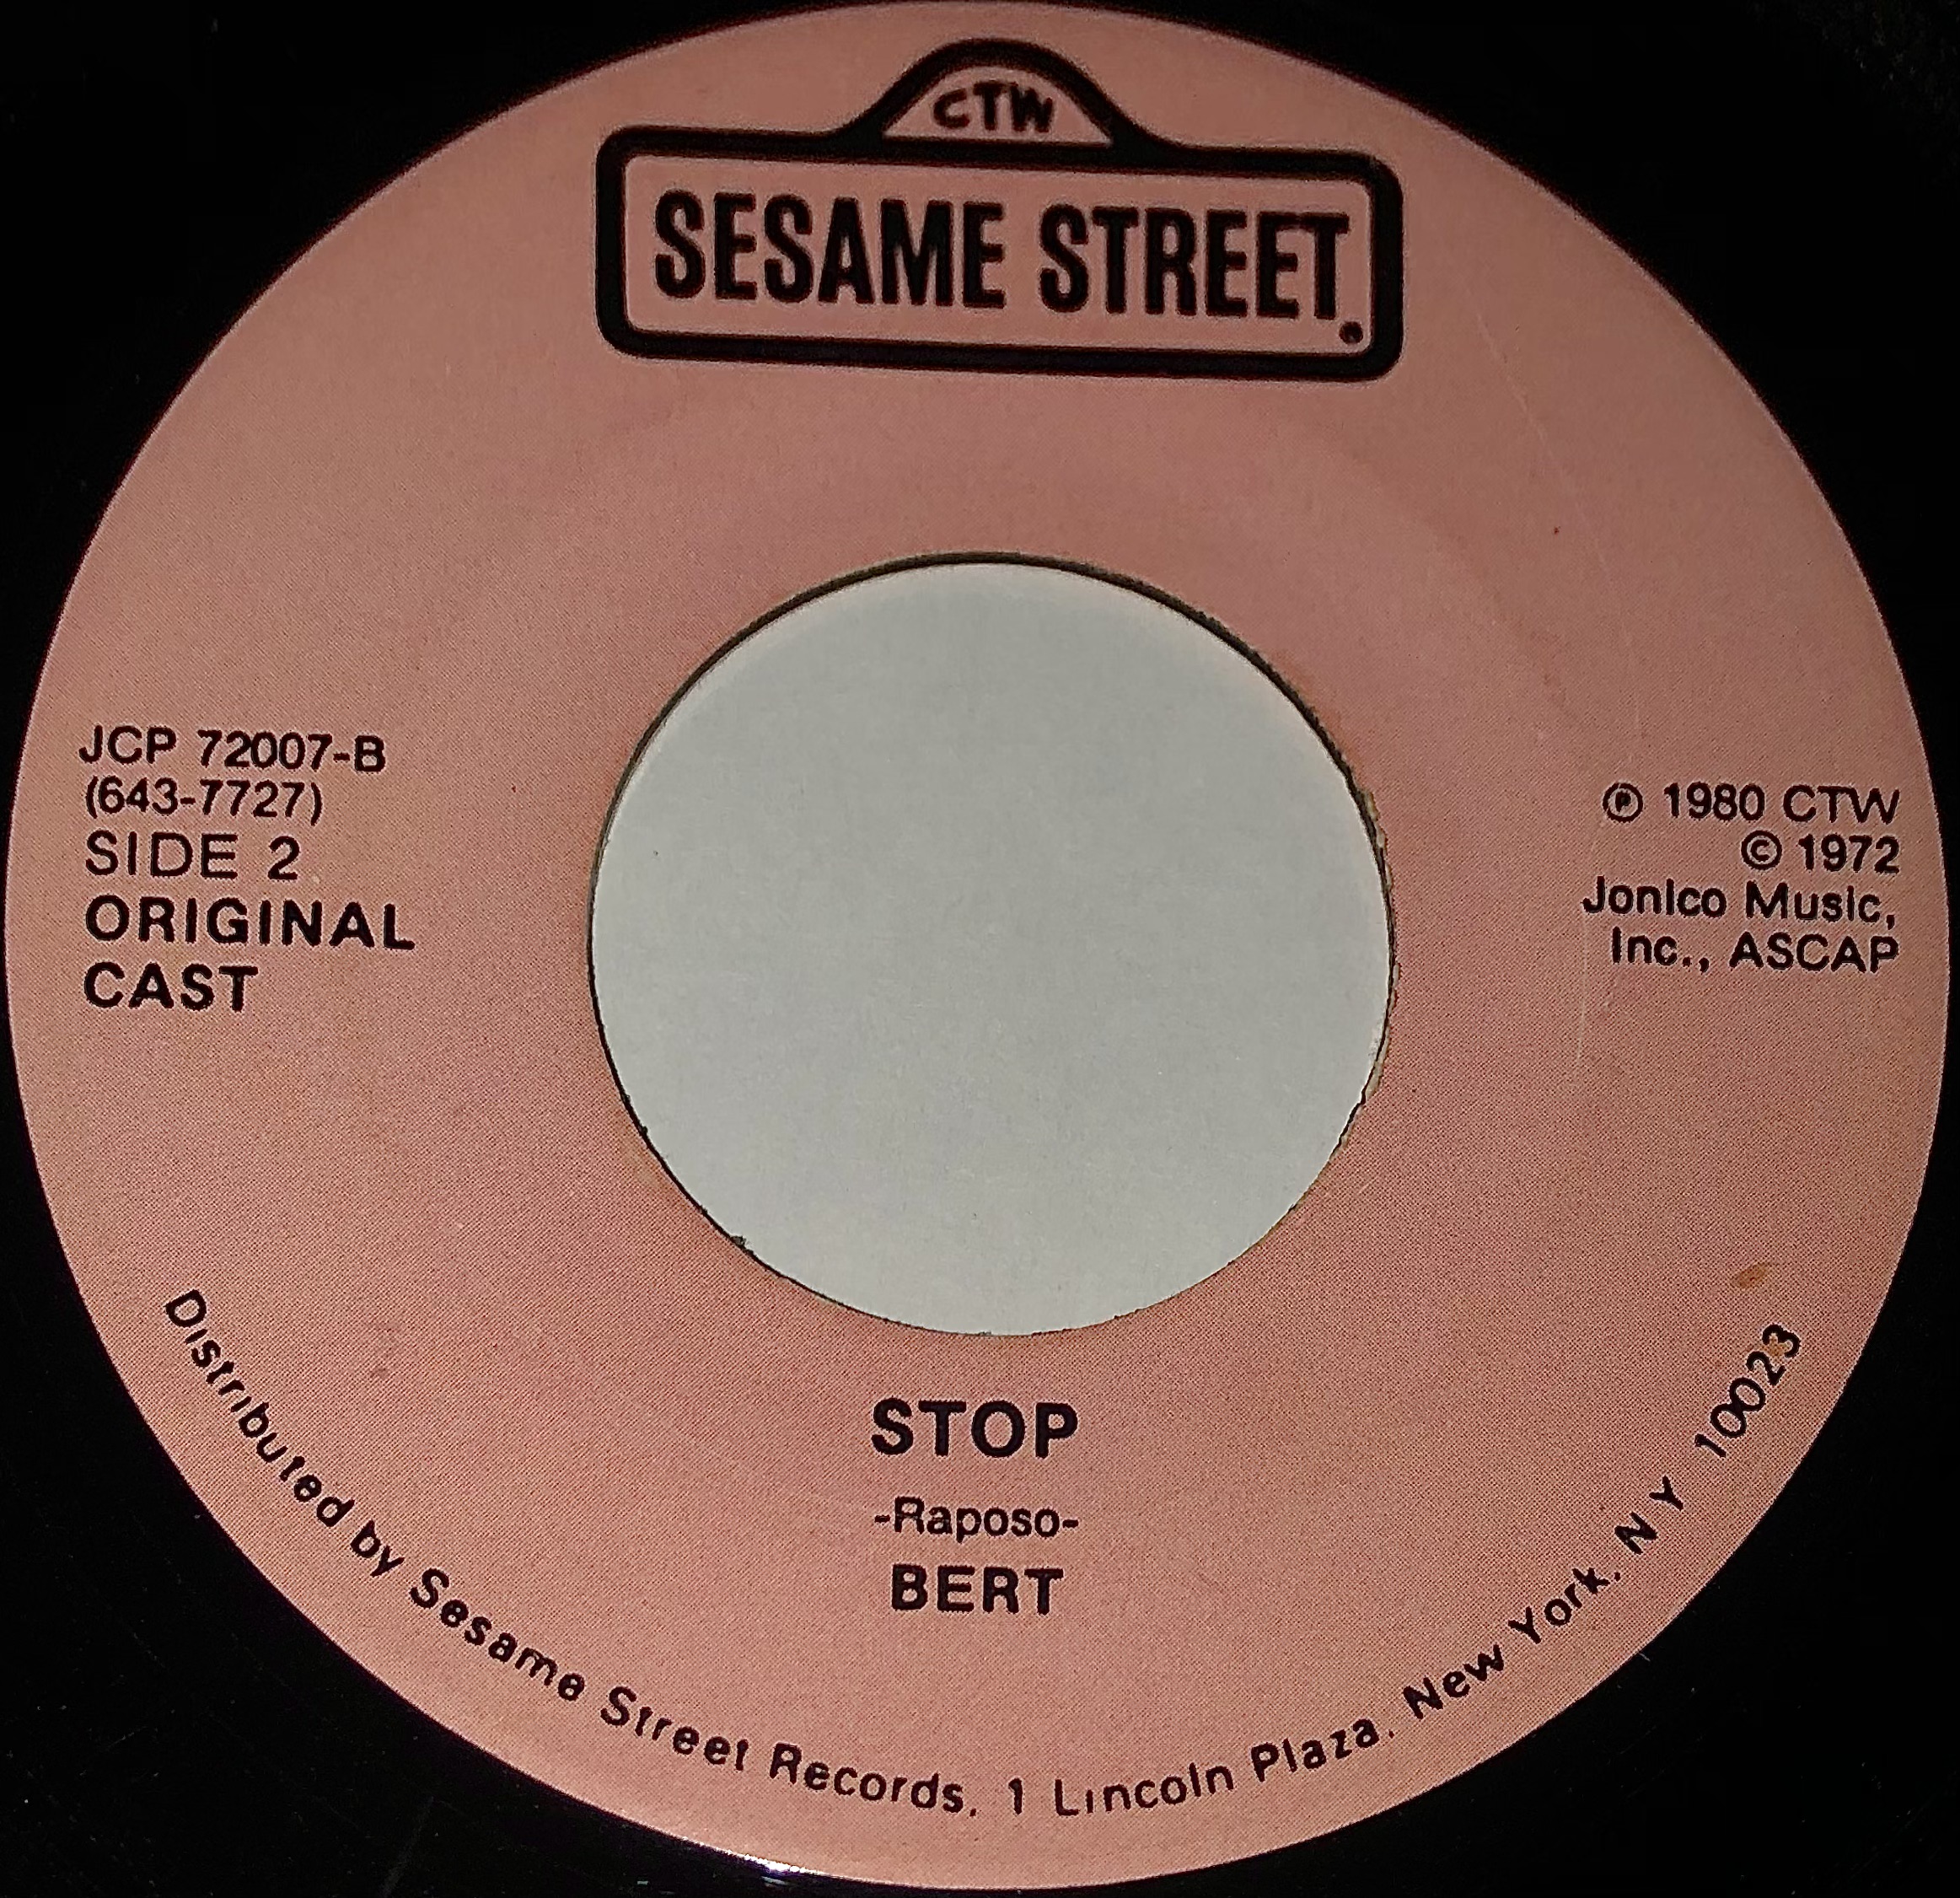 CTW
SESAME STREET®
JCP 72007-B
(643-7727)
SIDE 2
ORIGINAL
CAST
℗ 1980 CTW
© 1972
Jonico Music,
Inc., ASCAP
STOP
-Raposo-
BERT
Distributed by Sesame Street Records, 1 Lincoln Plaza, New York, NY 10023